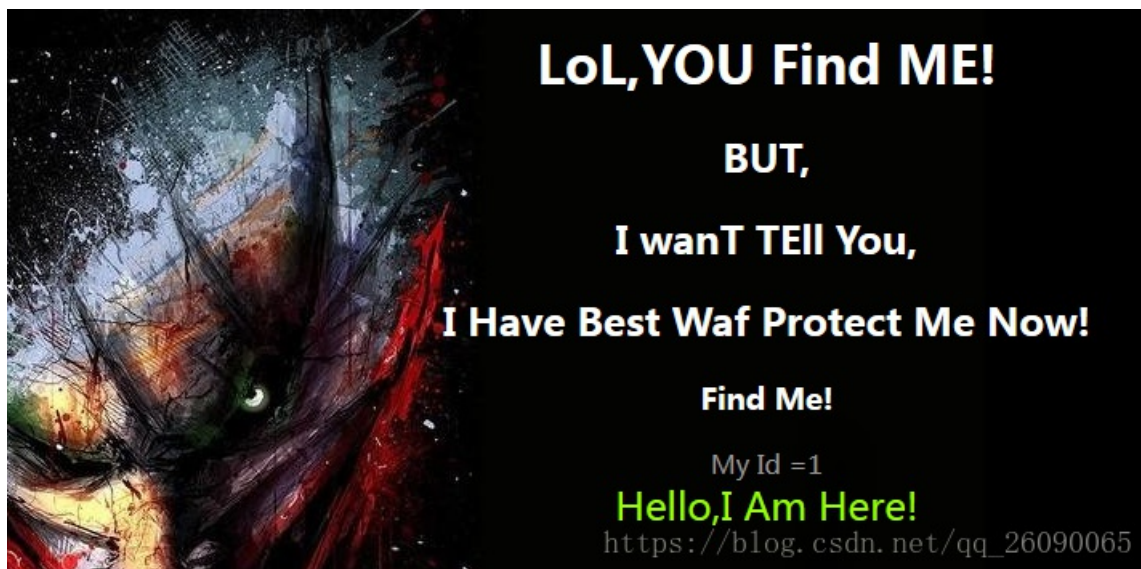 LoL,YOU Find ME!
BUT,
I wanT TEll You,
I Have Best Waf Protect Me Now!
Find Me!
My Id =1
Hello,I Am Here!
https://blog.csdn.net/qq_26090065